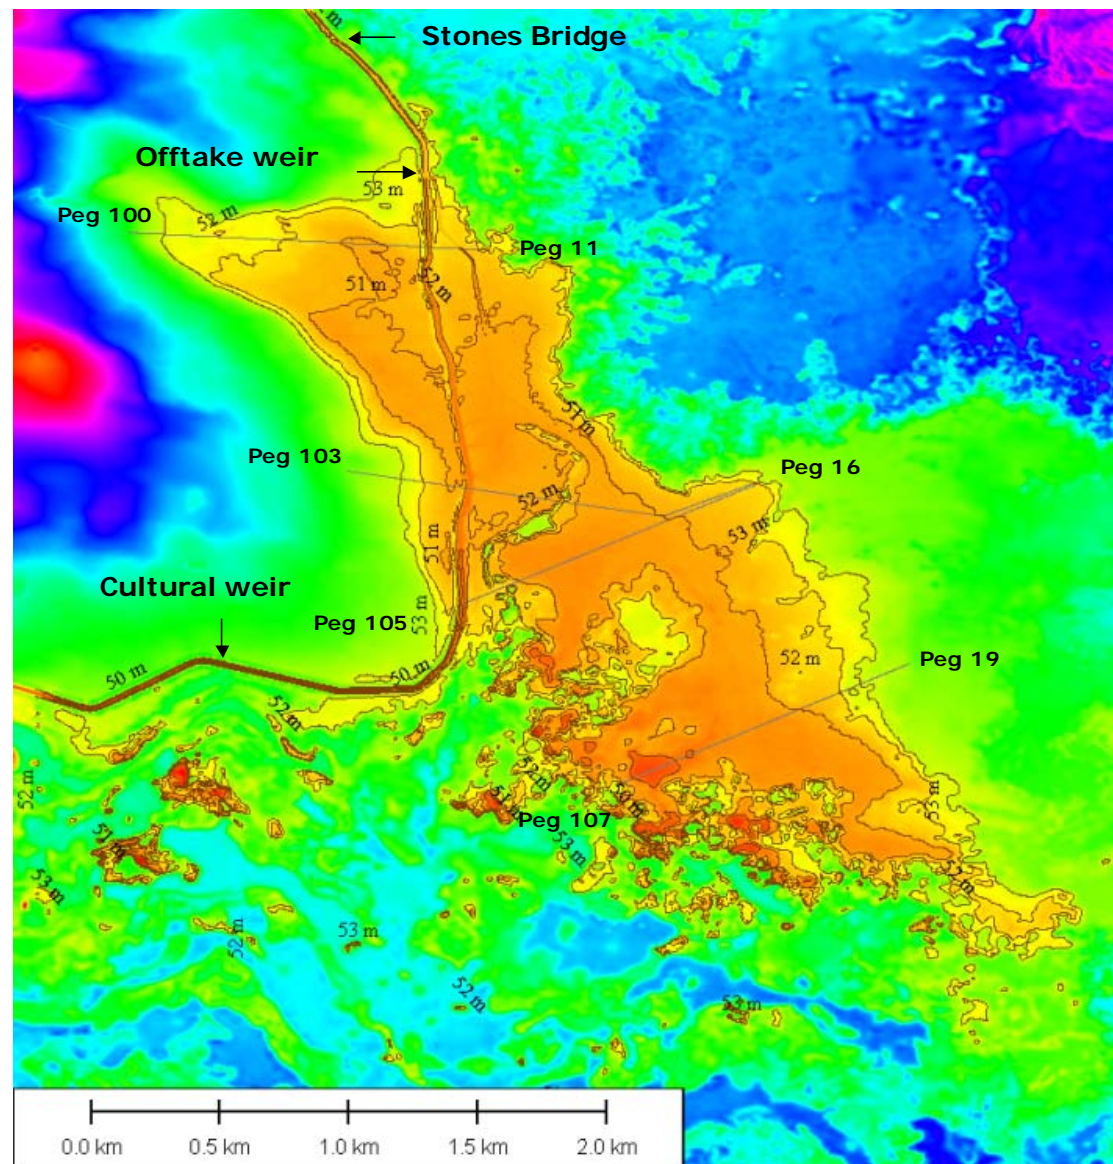 Stones Bridge
Offtake weir
53 m
52 m
Peg 100
Peg 11
52 m
51 m
51 m
Peg 103
Peg 16
52 m
53 m
51 m
Cultural weir
Peg 105
53 m
52 m
Peg 19
50 m
50 m
52 m
52 m
52 m
51 m
50 m
53 m
Peg 107
51 m
53 m
52 m
53 m
53 m
52 m
52 m
53 m
0.0 km 0.5 km 1.0 km 1.5 km 2.0 km